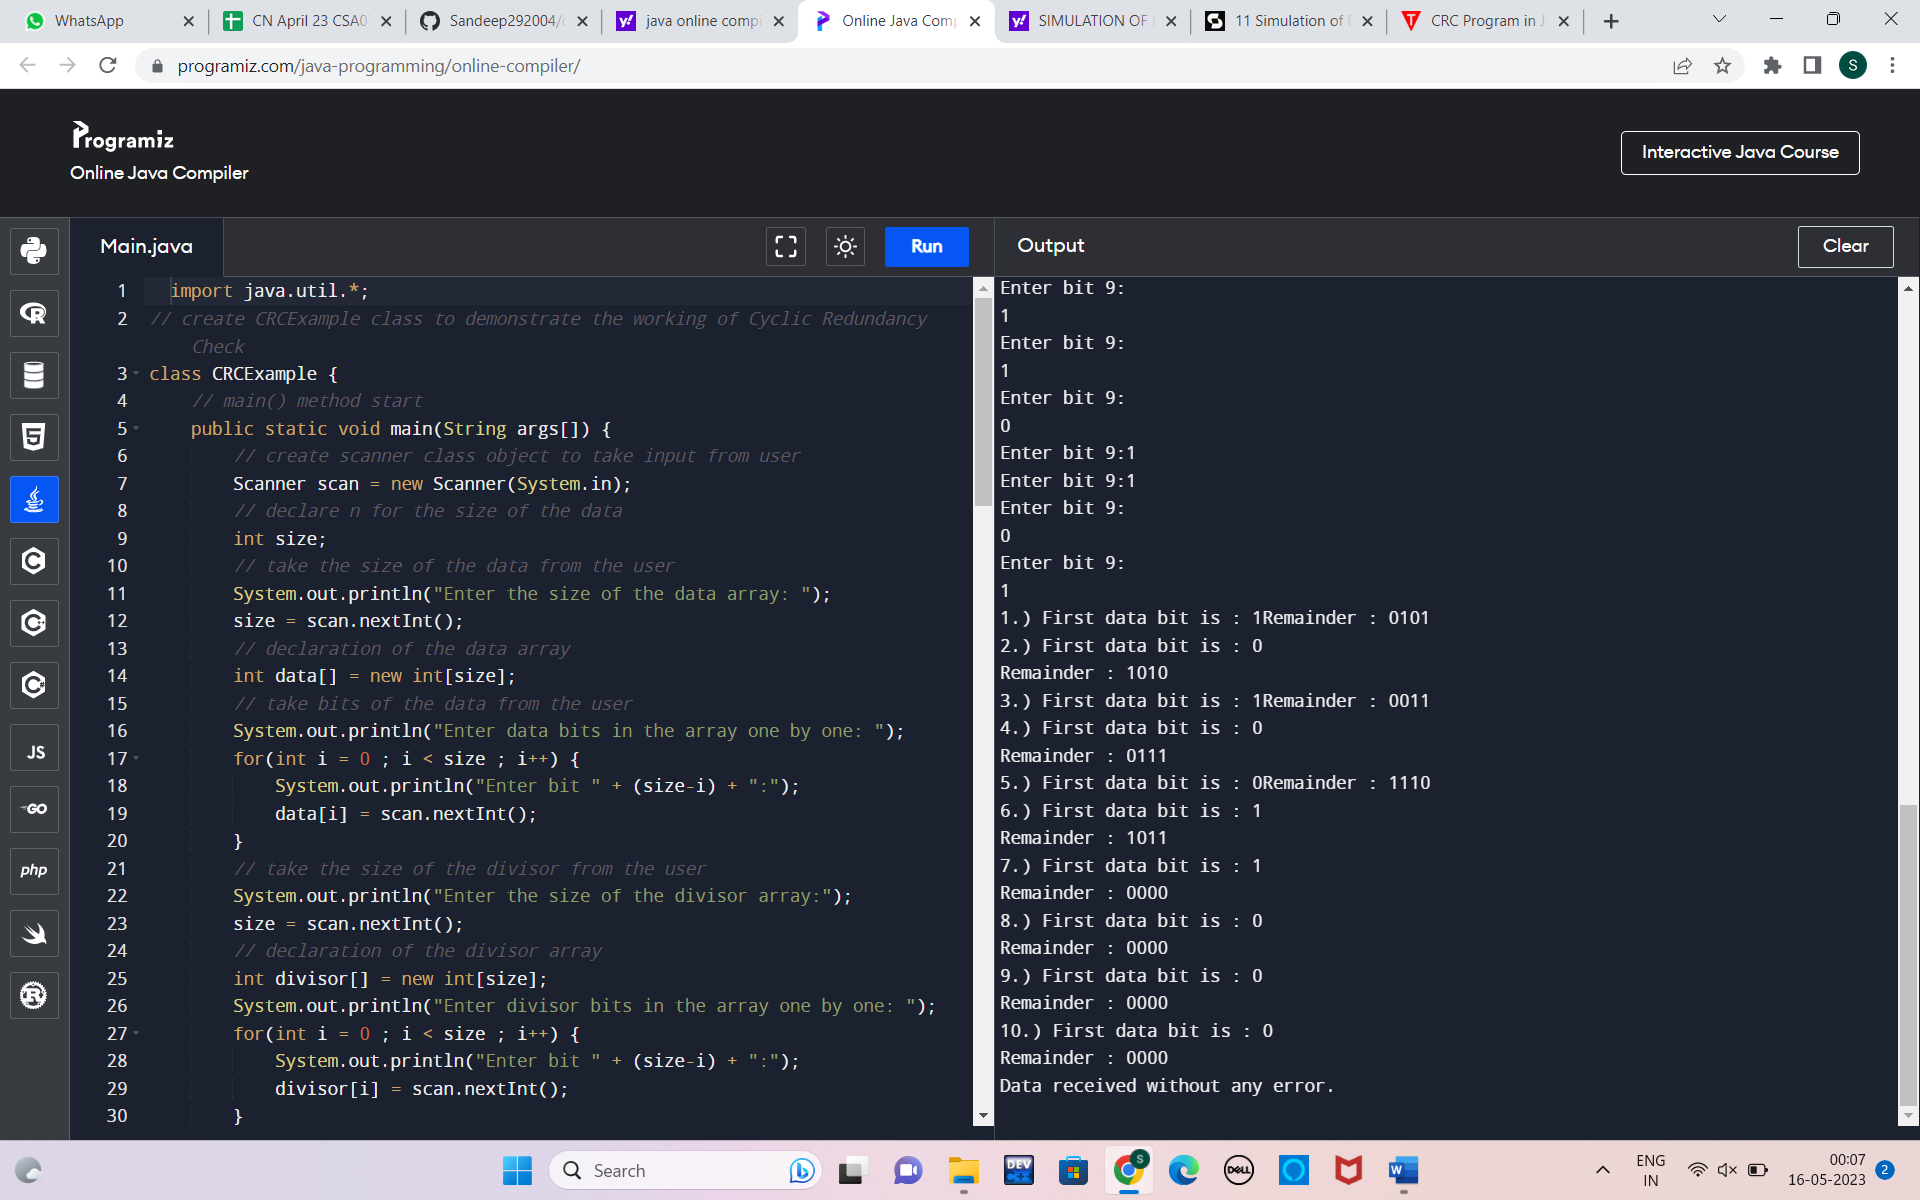 WhatsApp
CN April 23 CSA0
Sandeep292004/
java online compi
Online Java Comp
SIMULATION OF
11 Simulation of
CRC Program in J
programiz.com/java-programming/online-compiler/
S
Programiz
Online Java Compiler
Interactive Java Course
Main.java
Run
Output
Clear
1 import java.util.*;
2 // create CRCExample class to demonstrate the working of Cyclic Redundancy
Check
3 class CRCExample {
4 // main() method start
5 public static void main(String args[]) {
6 // create scanner class object to take input from user
7 Scanner scan = new Scanner(System.in);
8 // declare n for the size of the data
9 int size;
10 // take the size of the data from the user
11 System.out.println("Enter the size of the data array: ");
12 size = scan.nextInt();
13 // declaration of the data array
14 int data[] = new int[size];
15 // take bits of the data from the user
16 System.out.println("Enter data bits in the array one by one: ");
17 for(int i = 0 ; i < size ; i++) {
18 System.out.println("Enter bit " + (size-i) + ":");
19 data[i] = scan.nextInt();
20 }
21 // take the size of the divisor from the user
22 System.out.println("Enter the size of the divisor array:");
23 size = scan.nextInt();
24 // declaration of the divisor array
25 int divisor[] = new int[size];
26 System.out.println("Enter divisor bits in the array one by one: ");
27 for(int i = 0 ; i < size ; i++) {
28 System.out.println("Enter bit " + (size-i) + ":");
29 divisor[i] = scan.nextInt();
30 }
Enter bit 9:
1
Enter bit 9:
1
Enter bit 9:
0
Enter bit 9:1
Enter bit 9:1
Enter bit 9:
0
Enter bit 9:
1
1.) First data bit is : 1Remainder : 0101
2.) First data bit is : 0
Remainder : 1010
3.) First data bit is : 1Remainder : 0011
4.) First data bit is : 0
Remainder : 0111
5.) First data bit is : 0Remainder : 1110
6.) First data bit is : 1
Remainder : 1011
7.) First data bit is : 1
Remainder : 0000
8.) First data bit is : 0
Remainder : 0000
9.) First data bit is : 0
Remainder : 0000
10.) First data bit is : 0
Remainder : 0000
Data received without any error.
JS
GO
php
Search
DEV
C++
DELL
S
W
ENG
IN
00:07
16-05-2023
2